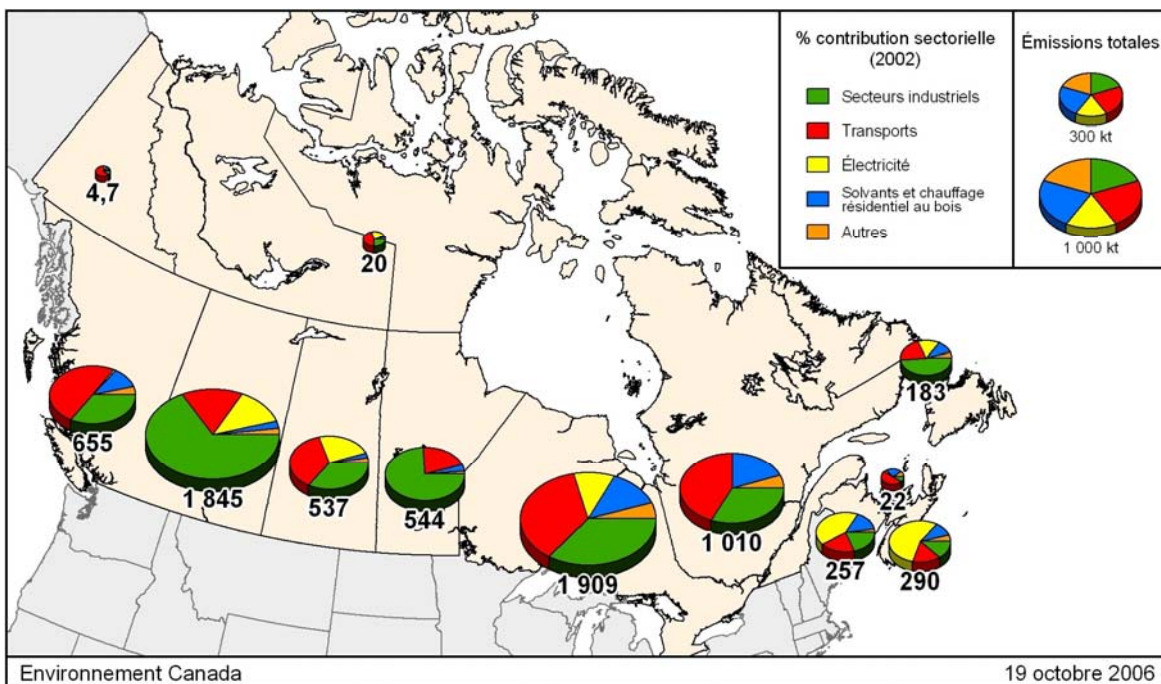 % contribution sectorielle
(2002)
Secteurs industriels
Transports
Électricité
Solvants et chauffage
résidentiel au bois
Autres
Émissions totales
300 kt
1 000 kt
4,7
20
655
1 845
537
544
1 909
1 010
183
22
257
290
Environnement Canada
19 octobre 2006